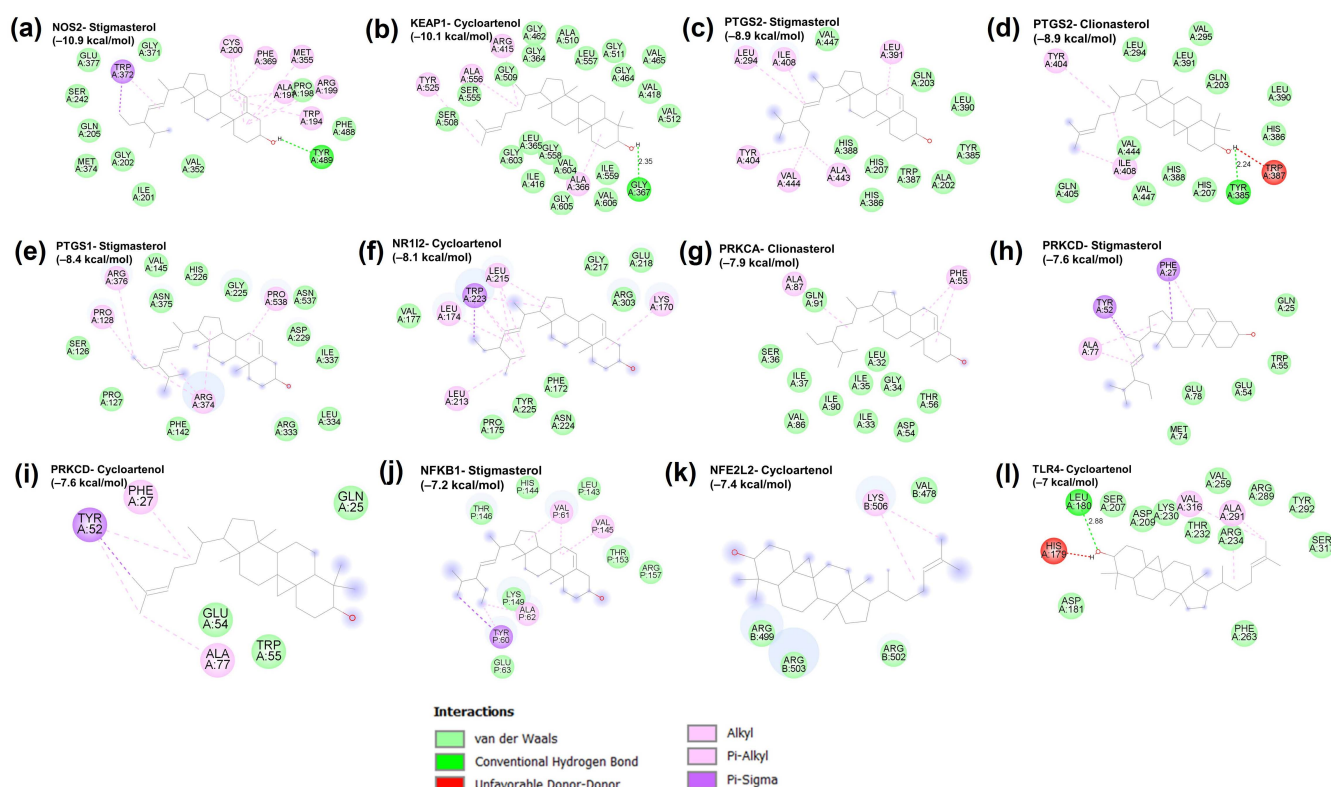 (a) NOS2- Stigmasterol
(–10.9 kcal/mol)
GLU
A:377
GLY
A:371
TRP
A:372
CYS
A:200
PHE
A:369
MET
A:355
ALA
A:197
PRO
A:198
ARG
A:199
TRP
A:194
PHE
A:488
SER
A:242
GLN
A:205
MET
A:374
GLY
A:202
ILE
A:201
VAL
A:352
H
O
TYR
A:489
(b) KEAP1- Cycloartenol
(–10.1 kcal/mol)
ARG
A:415
GLY
A:462
GLY
A:364
ALA
A:510
LEU
A:557
GLY
A:511
VAL
A:465
GLY
A:464
VAL
A:418
VAL
A:512
TYR
A:525
ALA
A:556
GLY
A:509
SER
A:555
SER
A:508
LEU
A:365
GLY
A:603
GLY
A:558
VAL
A:604
ILE
A:416
ALA
A:366
ILE
A:559
GLY
A:605
VAL
A:606
H
O
2.35
GLY
A:367
(c) PTGS2- Stigmasterol
(–8.9 kcal/mol)
LEU
A:294
ILE
A:408
VAL
A:447
LEU
A:391
GLN
A:203
LEU
A:390
TYR
A:385
ALA
A:202
TRP
A:387
HIS
A:207
HIS
A:388
HIS
A:386
ALA
A:443
VAL
A:444
TYR
A:404
O
(d) PTGS2- Clionasterol
(–8.9 kcal/mol)
TYR
A:404
LEU
A:294
VAL
A:295
LEU
A:391
GLN
A:203
LEU
A:390
HIS
A:386
TRP
A:387
H
O
2.24
TYR
A:385
HIS
A:207
HIS
A:388
VAL
A:447
VAL
A:444
ILE
A:408
GLN
A:405
(e) PTGS1- Stigmasterol
(–8.4 kcal/mol)
ARG
A:376
VAL
A:145
HIS
A:226
GLY
A:225
PRO
A:538
ASN
A:537
ASN
A:375
PRO
A:128
SER
A:126
ASP
A:229
ILE
A:337
LEU
A:334
ARG
A:333
ARG
A:374
PHE
A:142
PRO
A:127
O
(f) NR1I2- Cycloartenol
(–8.1 kcal/mol)
LEU
A:215
TRP
A:223
LEU
A:174
VAL
A:177
GLY
A:217
GLU
A:218
ARG
A:303
LYS
A:170
LEU
A:213
PHE
A:172
TYR
A:225
PRO
A:175
ASN
A:224
O
(g) PRKCA- Clionasterol
(–7.9 kcal/mol)
ALA
A:87
GLN
A:91
PHE
A:53
SER
A:36
ILE
A:37
LEU
A:32
ILE
A:35
GLY
A:34
THR
A:56
ILE
A:90
VAL
A:86
ILE
A:33
ASP
A:54
O
(h) PRKCD- Stigmasterol
(–7.6 kcal/mol)
PHE
A:27
TYR
A:52
ALA
A:77
GLN
A:25
TRP
A:55
GLU
A:54
GLU
A:78
MET
A:74
O
(i) PRKCD- Cycloartenol
(–7.6 kcal/mol)
PHE
A:27
TYR
A:52
GLN
A:25
GLU
A:54
ALA
A:77
TRP
A:55
O
(j) NFKB1- Stigmasterol
(–7.2 kcal/mol)
HIS
P:144
LEU
P:143
THR
P:146
VAL
P:61
VAL
P:145
THR
P:153
ARG
P:157
LYS
P:149
ALA
P:62
TYR
P:60
GLU
P:63
O
(k) NFE2L2- Cycloartenol
(–7.4 kcal/mol)
LYS
B:506
VAL
B:478
O
ARG
B:499
ARG
B:503
ARG
B:502
(l) TLR4- Cycloartenol
(–7 kcal/mol)
LEU
A:180
SER
A:207
ASP
A:209
LYS
A:230
VAL
A:316
VAL
A:259
ALA
A:291
ARG
A:289
TYR
A:292
THR
A:232
ARG
A:234
2.88
HIS
A:179
H
O
ASP
A:181
PHE
A:263
SER
Interactions
van der Waals
Conventional Hydrogen Bond
Unfavorable Donor-Donor
Alkyl
Pi-Alkyl
Pi-Sigma